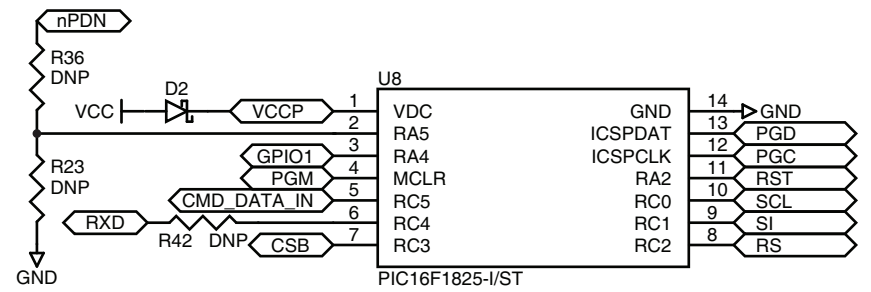 nPDN
R36
DNP
VCC
D2
VCCP
R23
DNP
GND
GPIO1
PGM
CMD_DATA_IN
RXD
R42 DNP
CSB
U8
1 VDC GND 14 GND
2 RA5 ICSPDAT 13 PGD
3 RA4 ICSPCLK 12 PGC
4 MCLR RA2 11 RST
5 RC5 RC0 10 SCL
6 RC4 RC1 9 SI
7 RC3 RC2 8 RS
PIC16F1825-I/ST